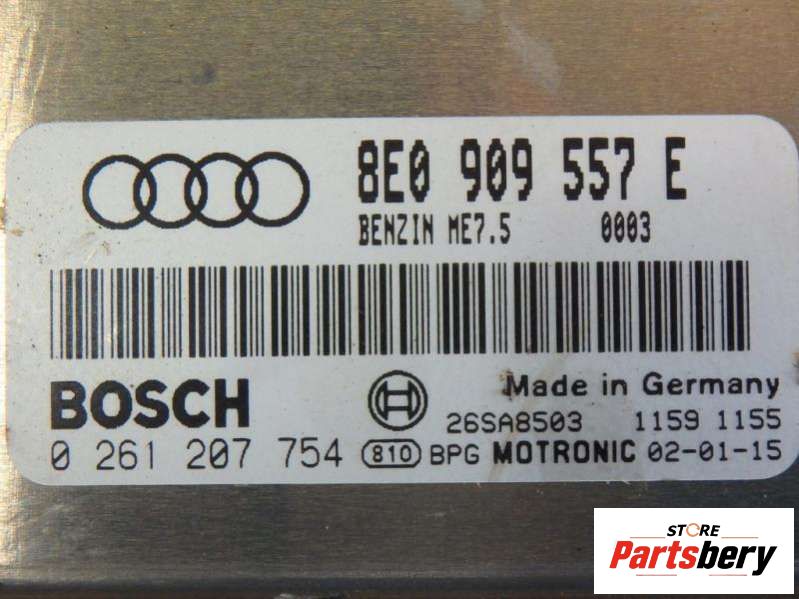 8E0 909 557 E
BENZIN ME7.5 0003
BOSCH
Made in Germany
26SA8503 1159 1155
0 261 207 754 810 BPG MOTRONIC 02-01-15
STORE
Partsbery